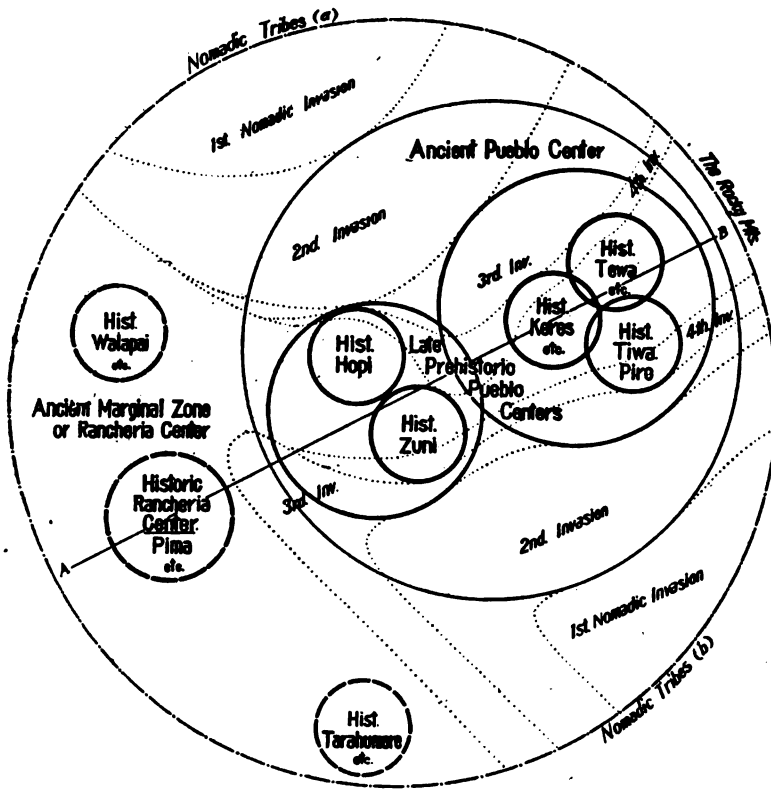 Nomadic Tribes (a)
1st. Nomadic Invasion
Ancient Pueblo Center
4th Inv.
The Rocky Mts.
2nd. Invasion
3rd. Inv.
B
Hist.
Tewa
etc.
Hist.
Keres
etc.
Hist.
Tiwa
Piro
4th. Inv.
Hist.
Walapai
etc.
Hist.
Hopi
Late
Prehistoric
Pueblo
Centers
Hist.
Zuni
Ancient Marginal Zone
or Rancheria Center
Historic
Rancheria
Center
Pima
etc.
3rd. Inv.
A
2nd. Invasion
1st. Nomadic Invasion
Nomadic Tribes (b)
Hist.
Tarahumare
etc.